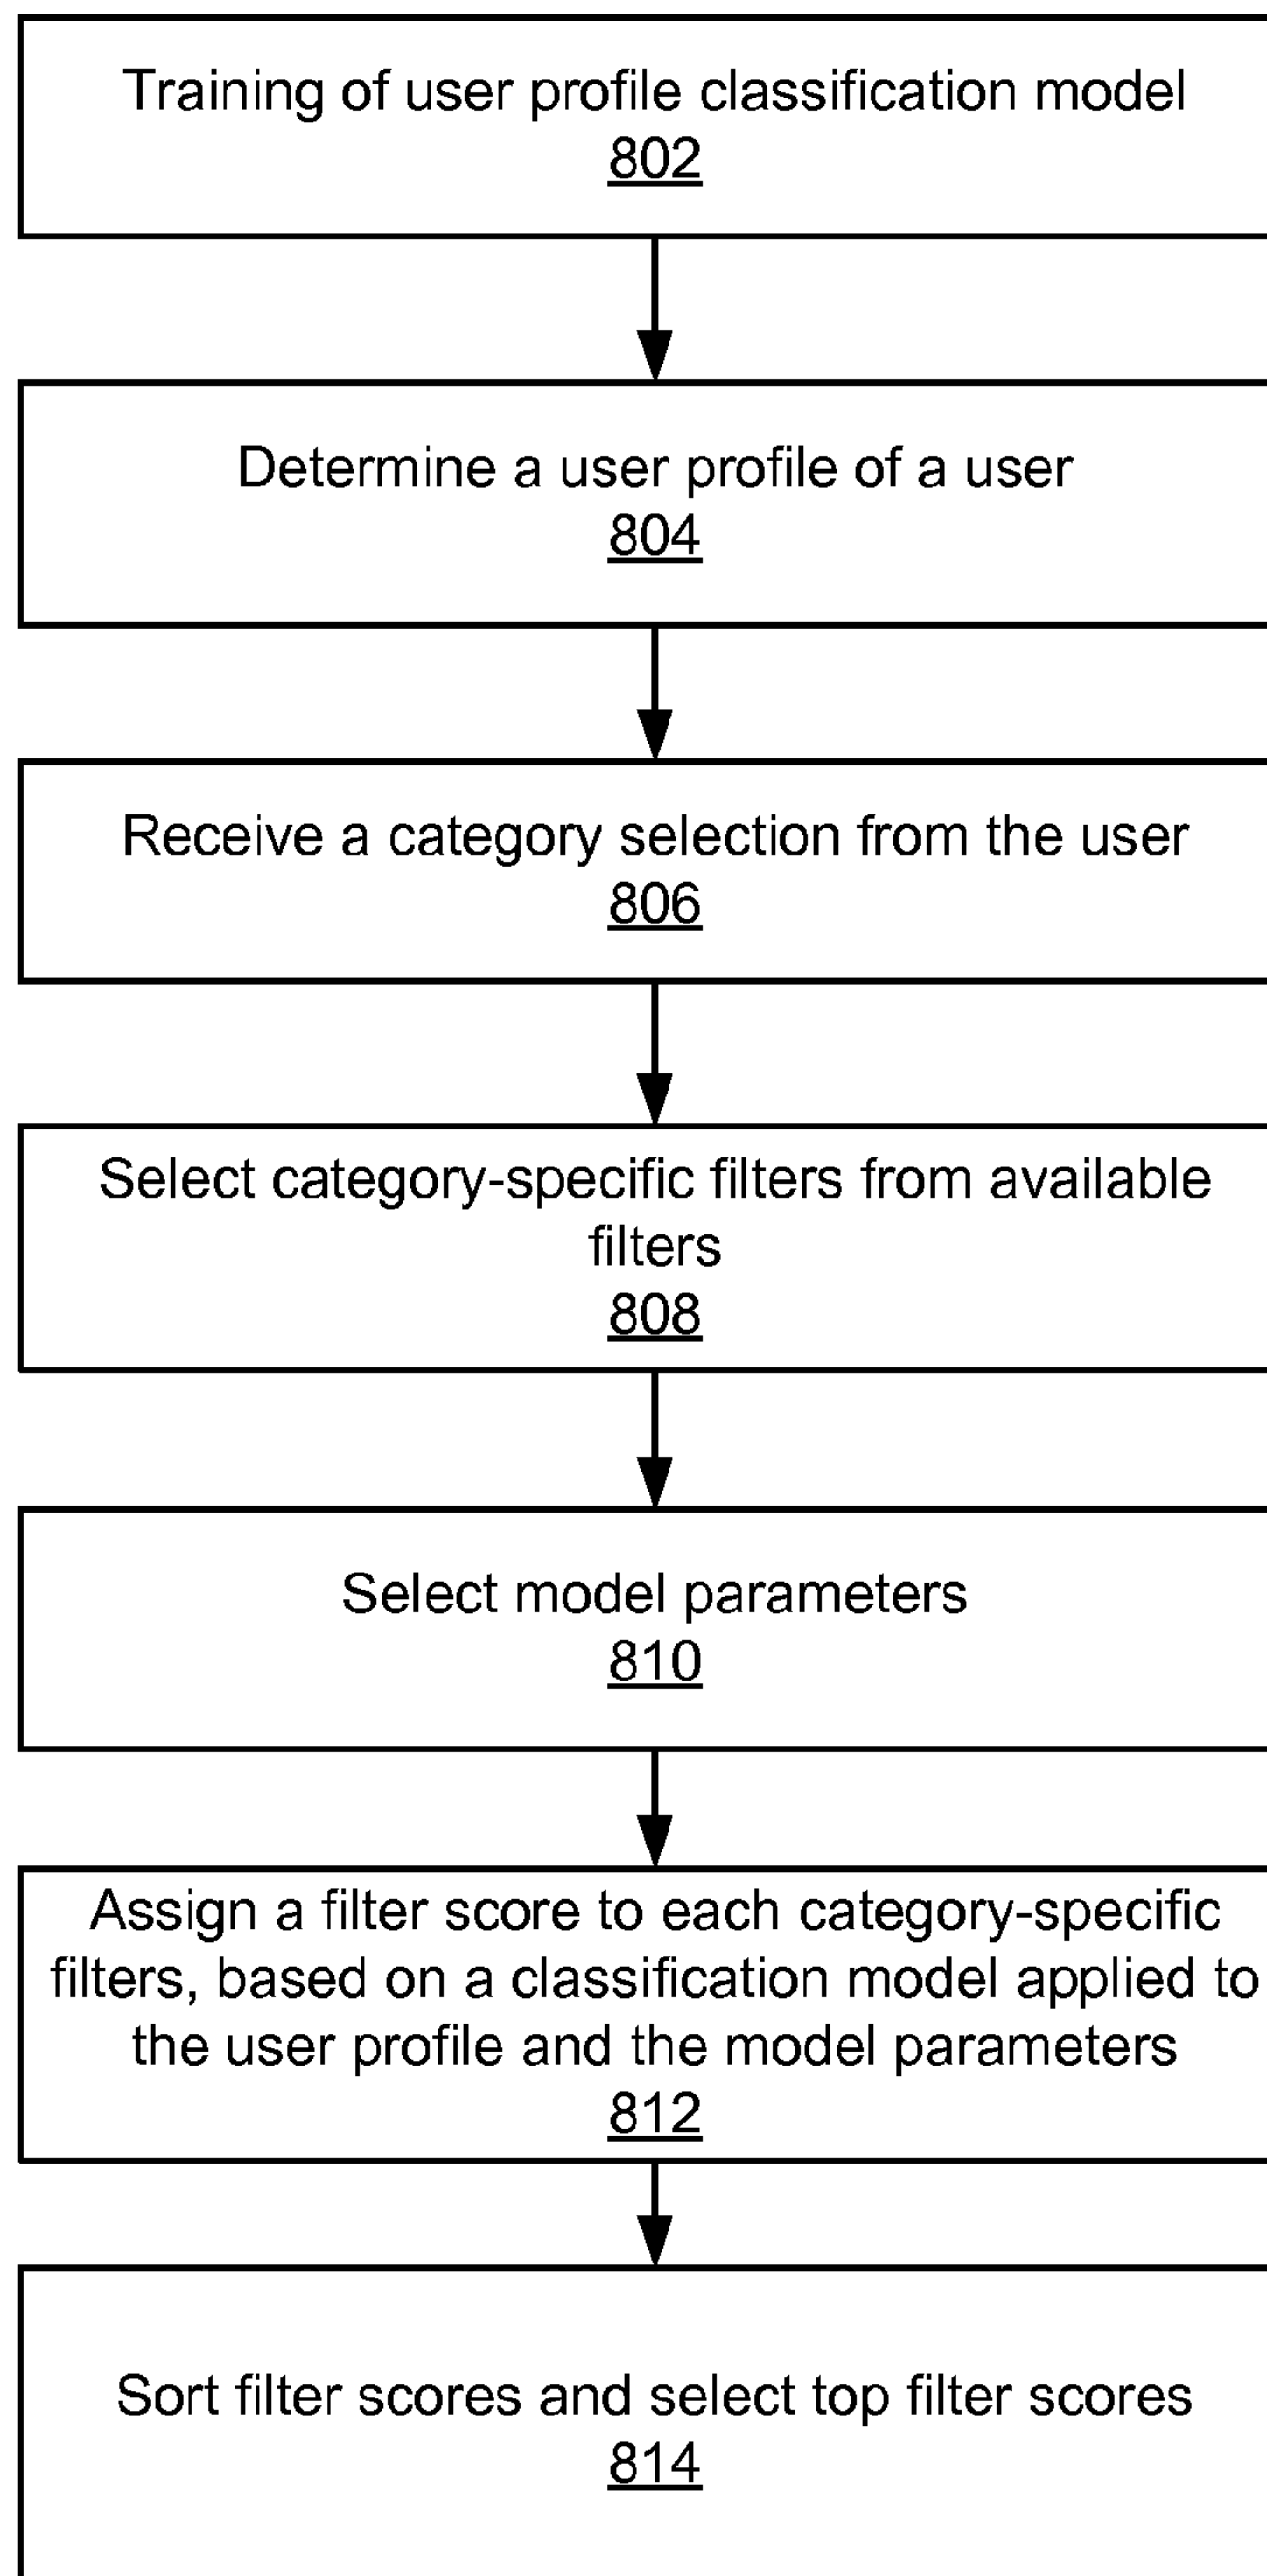 Training of user profile classification model
802
Determine a user profile of a user
804
Receive a category selection from the user
806
Select category-specific filters from available
filters
808
Select model parameters
810
Assign a filter score to each category-specific
filters, based on a classification model applied to
the user profile and the model parameters
812
Sort filter scores and select top filter scores
814